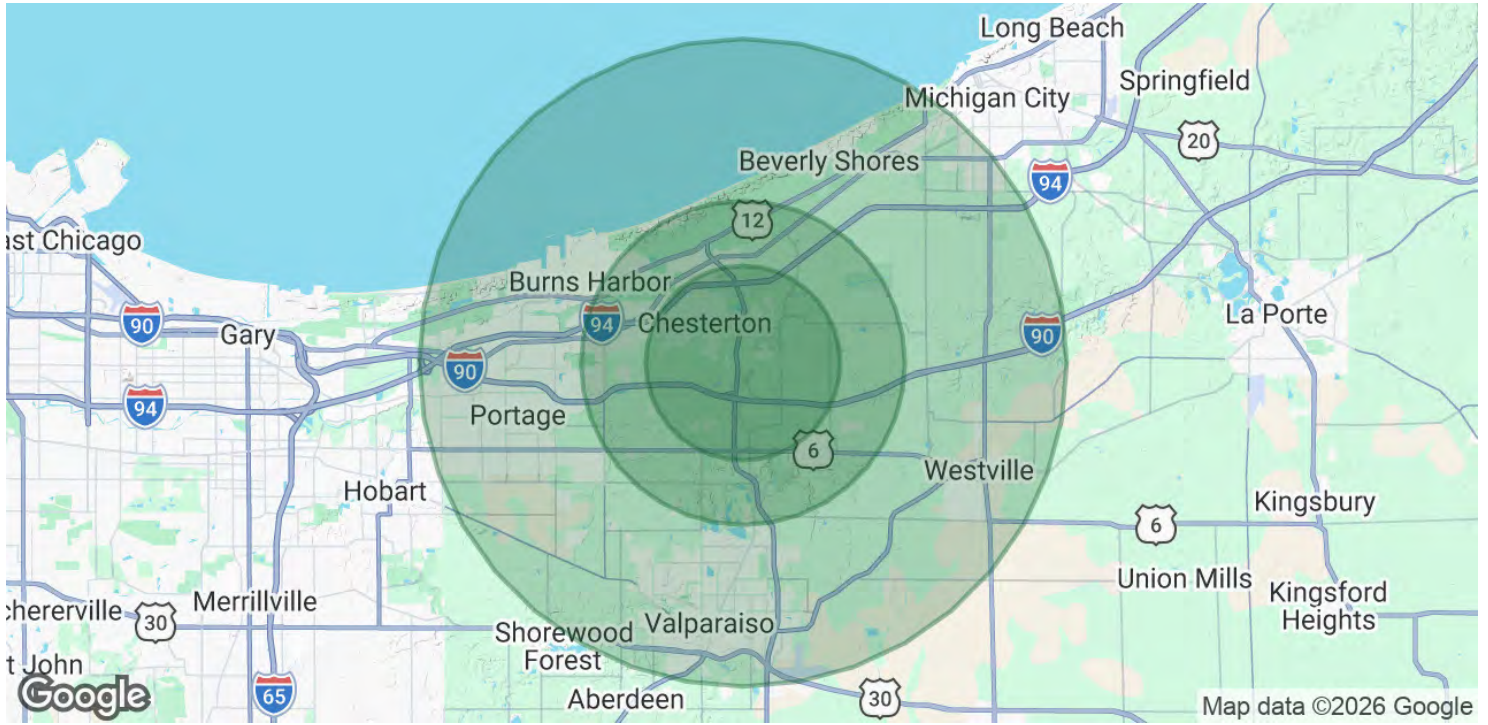 Long Beach
Springfield
Michigan City
20
Beverly Shores
94
12
ast Chicago
Burns Harbor
90
94
Chesterton
La Porte
Gary
90
90
94
Portage
6
Westville
Hobart
Kingsbury
6
Union Mills
chererville
30
Merrillville
Kingsford
Heights
Shorewood
Forest
Valparaiso
t John
65
Aberdeen
30
Google
Map data ©2026 Google